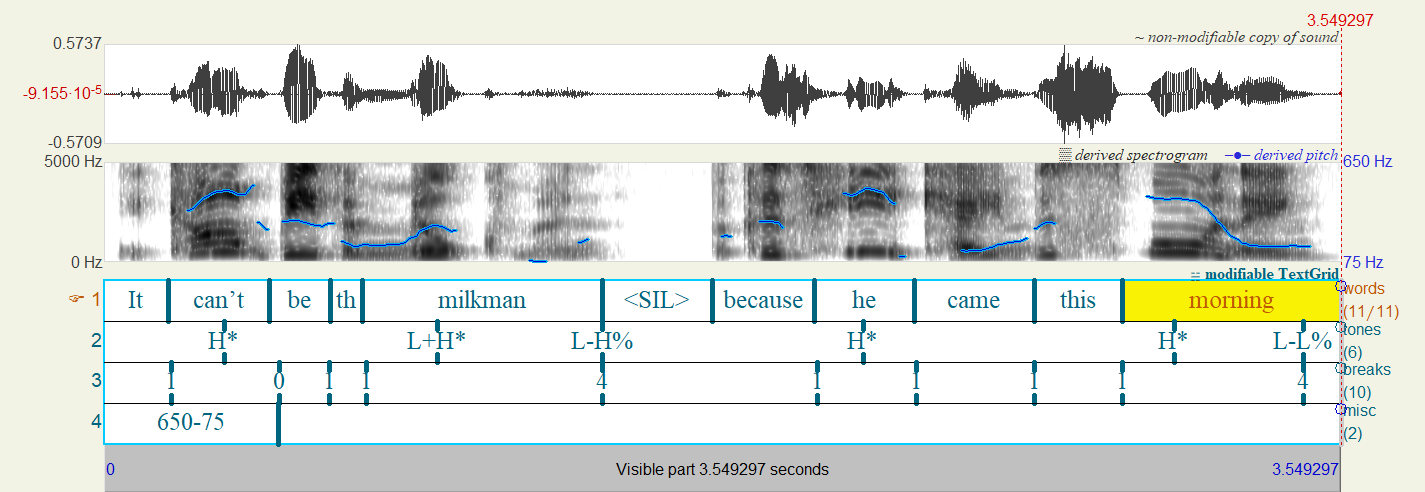 3.549297
0.5737 ~ non-modifiable copy of sound
-9.155·10⁻⁵
-0.5709
5000 Hz derived spectrogram derived pitch 650 Hz
0 Hz 75 Hz
modifiable TextGrid
☞ 1 It can't be th milkman <SIL> because he came this morning words (11/11)
2 H* L+H* L-H% H* H* L-L% tones (6)
3 1 0 1 1 4 1 1 1 1 4 breaks (10)
4 650-75 misc (2)
0 Visible part 3.549297 seconds 3.549297